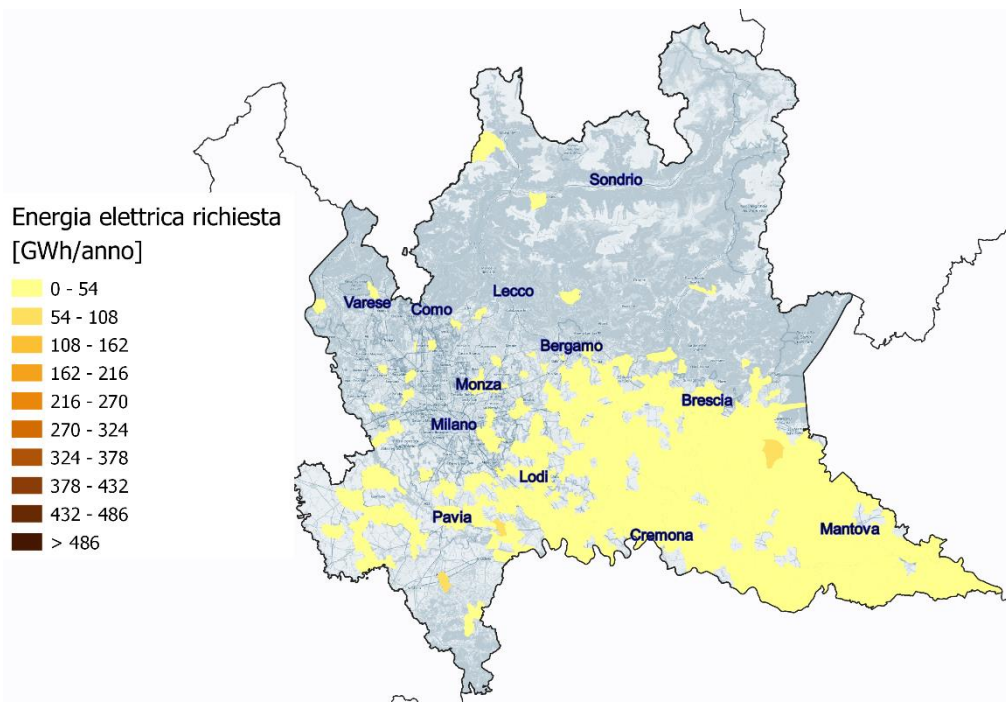 Sondrio
Energia elettrica richiesta
[GWh/anno]
0 - 54
54 - 108
108 - 162
162 - 216
216 - 270
270 - 324
324 - 378
378 - 432
432 - 486
> 486
Varese
Como
Lecco
Bergamo
Monza
Brescia
Milano
Lodi
Pavia
Cremona
Mantova